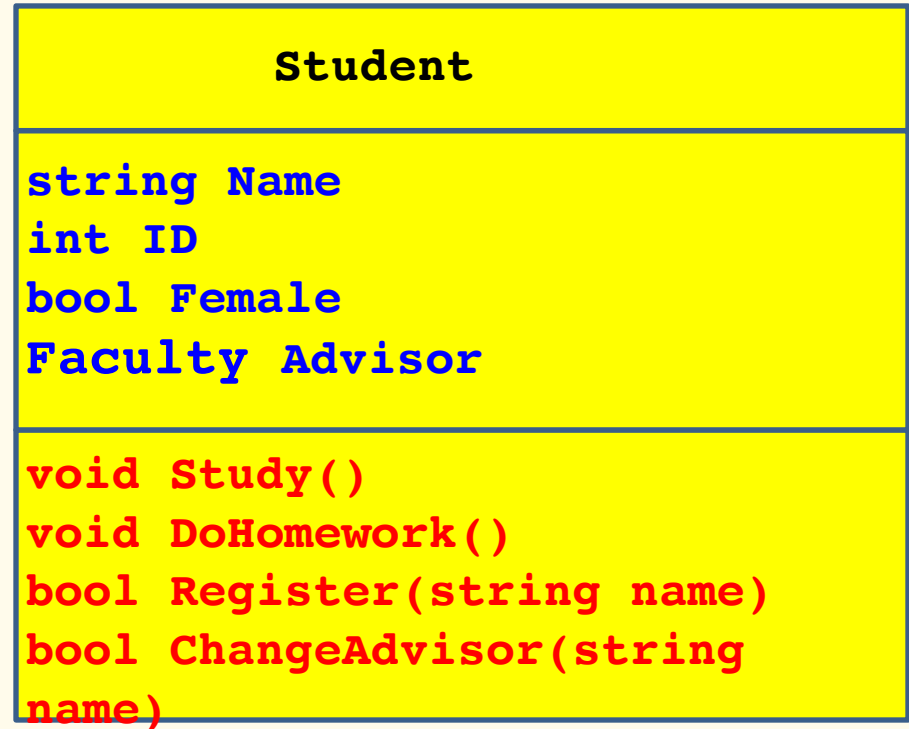 Student
string Name
int ID
bool Female
Faculty Advisor
void Study()
void DoHomework()
bool Register(string name)
bool ChangeAdvisor(string
name)